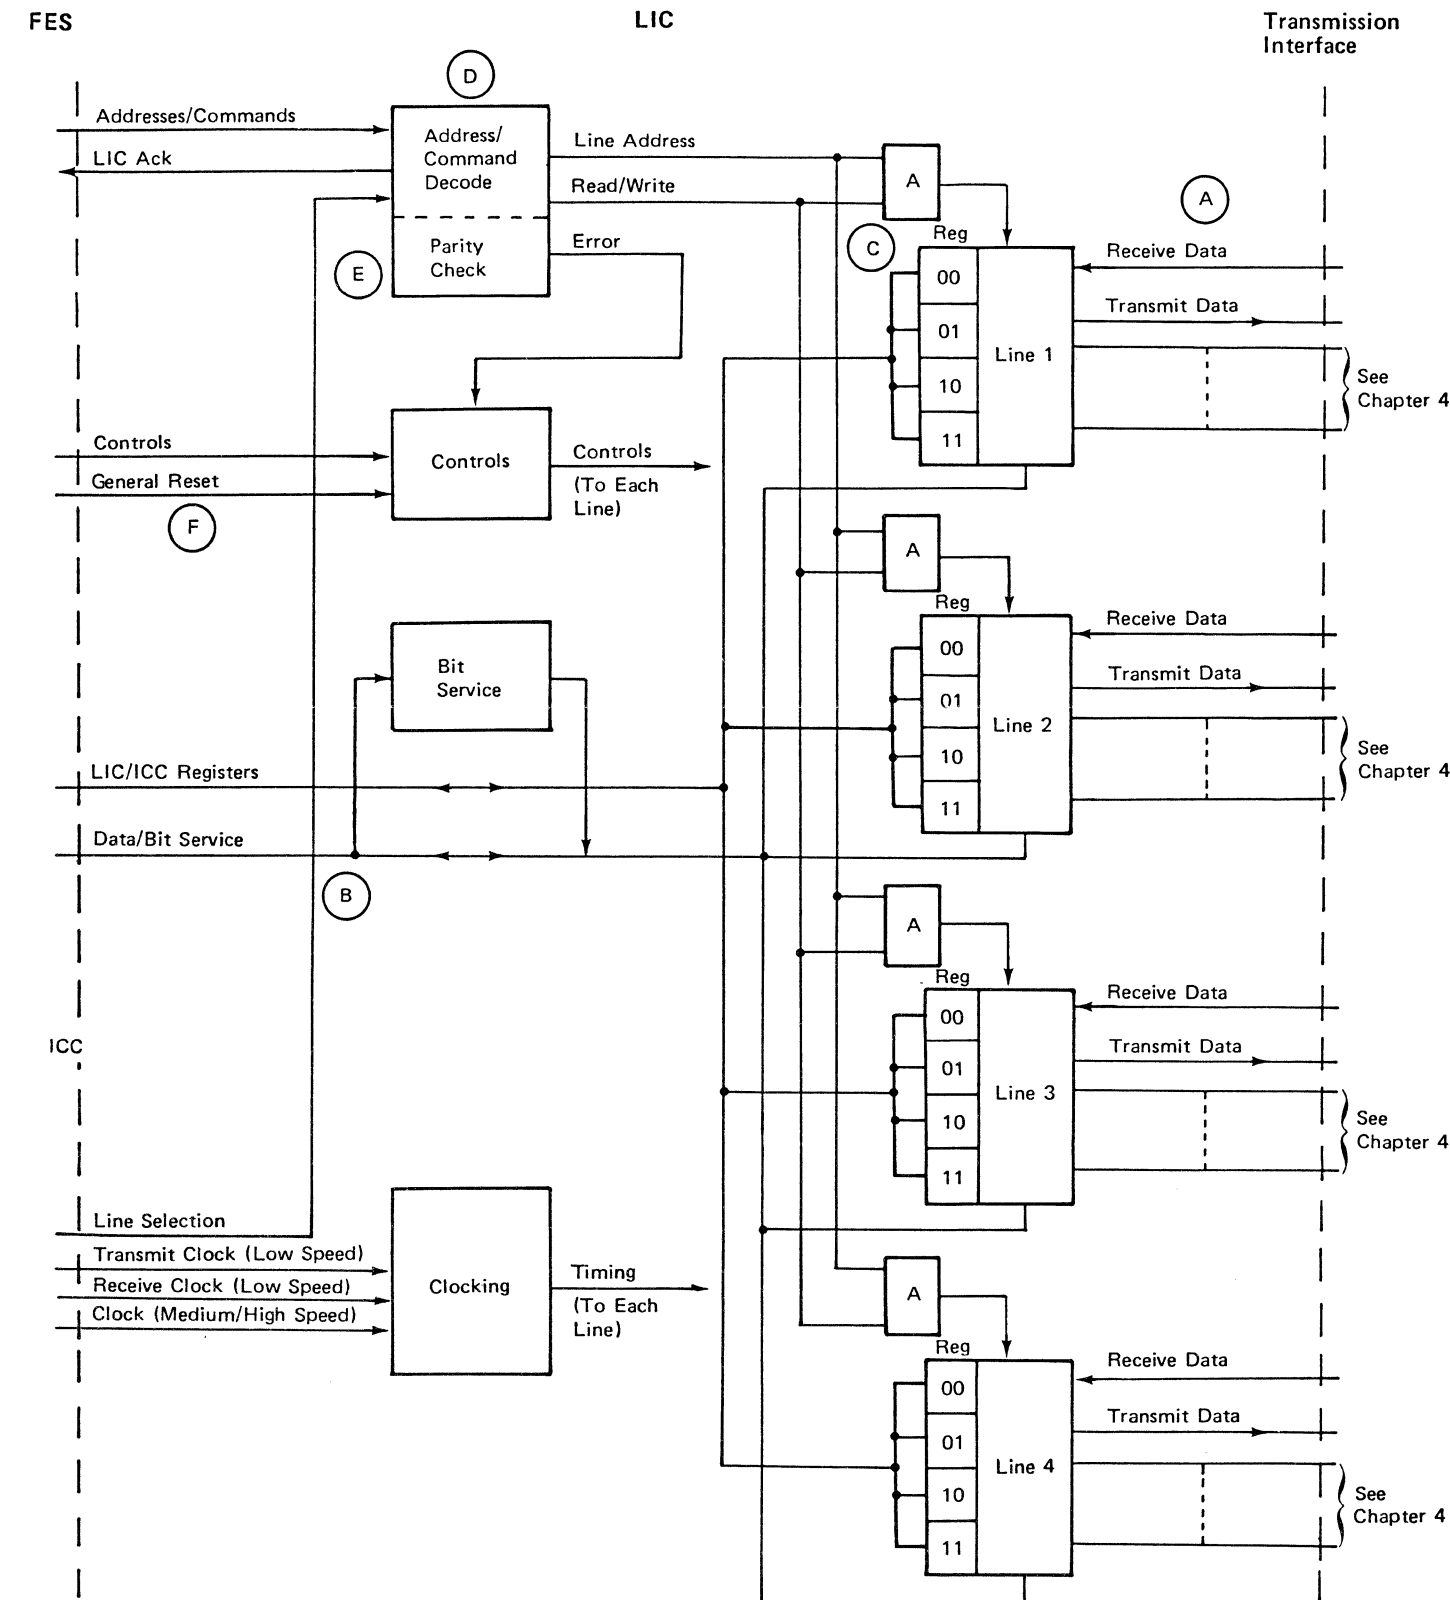 FES
LIC
Transmission
Interface
D
Addresses/Commands
LIC Ack
Address/
Command
Decode
Parity
Check
E
Line Address
Read/Write
Error
A
A
C
Reg
00
01
10
11
Line 1
Receive Data
Transmit Data
See
Chapter 4
Controls
General Reset
F
Controls
Controls
(To Each
Line)
A
Reg
00
01
10
11
Line 2
Receive Data
Transmit Data
See
Chapter 4
Bit
Service
LIC/ICC Registers
Data/Bit Service
B
A
Reg
00
01
10
11
Line 3
Receive Data
Transmit Data
See
Chapter 4
ICC
Line Selection
Transmit Clock (Low Speed)
Receive Clock (Low Speed)
Clock (Medium/High Speed)
Clocking
Timing
(To Each
Line)
A
Reg
00
01
10
11
Line 4
Receive Data
Transmit Data
See
Chapter 4